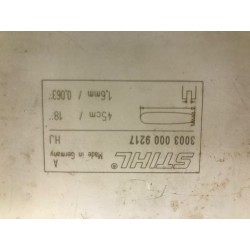 STIHL
Made in Germany
A
3003 000 9217
HJ
45cm / 18"
1,6mm / 0,063"